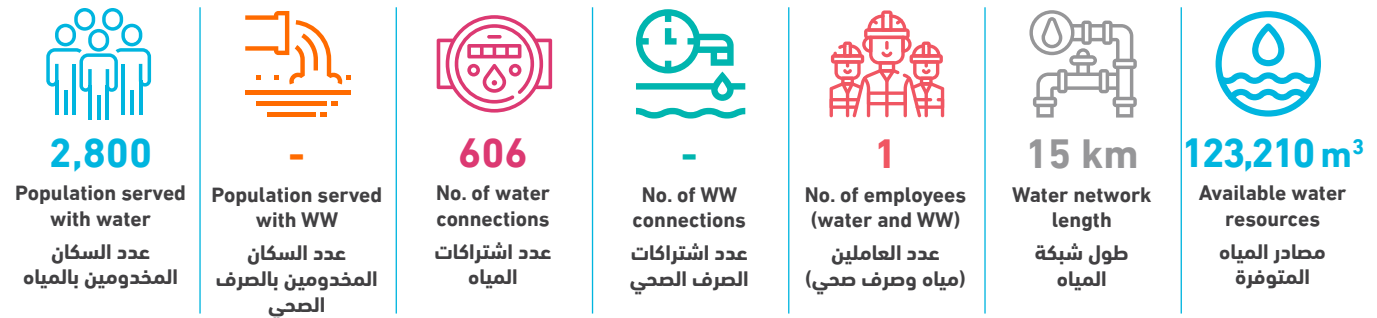 2,800
Population served
with water
عدد السكان
المخدومين بالمياه
-
Population served
with WW
عدد السكان
المخدومين بالصرف
الصحي
606
No. of water
connections
عدد اشتراكات
المياه
-
No. of WW
connections
عدد اشتراكات
الصرف الصحي
1
No. of employees
(water and WW)
عدد العاملين
(مياه وصرف صحي)
15 km
Water network
length
طول شبكة
المياه
123,210 m³
Available water
resources
مصادر المياه
المتوفرة